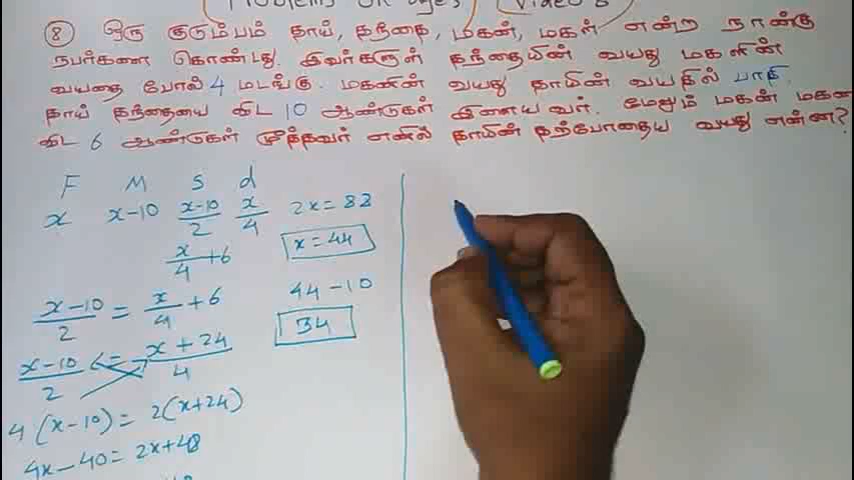 Problems on ages Video 8
8 ஒரு குடும்பம் தாய், தந்தை, மகன், மகள் என்ற நான்கு
நபர்களை கொண்டது. இவர்களுள் தந்தையின் வயது மகளின்
வயதை போல் 4 மடங்கு. மகனின் வயது தாயின் வயதில் பாதி.
தாய் தந்தையை விட 10 ஆண்டுகள் இளையவர். மேலும் மகன் மகளை
விட 6 ஆண்டுகள் மூத்தவர் எனில் தாயின் தற்போதைய வயது என்ன?
F M S d
x x-10 x-10/2 x/4 2x = 88
x/4+6 x = 44
x-10/2 = x/4 + 6 44-10
34
x-10/2 = x+24/4
4(x-10) = 2(x+24)
4x-40 = 2x+48